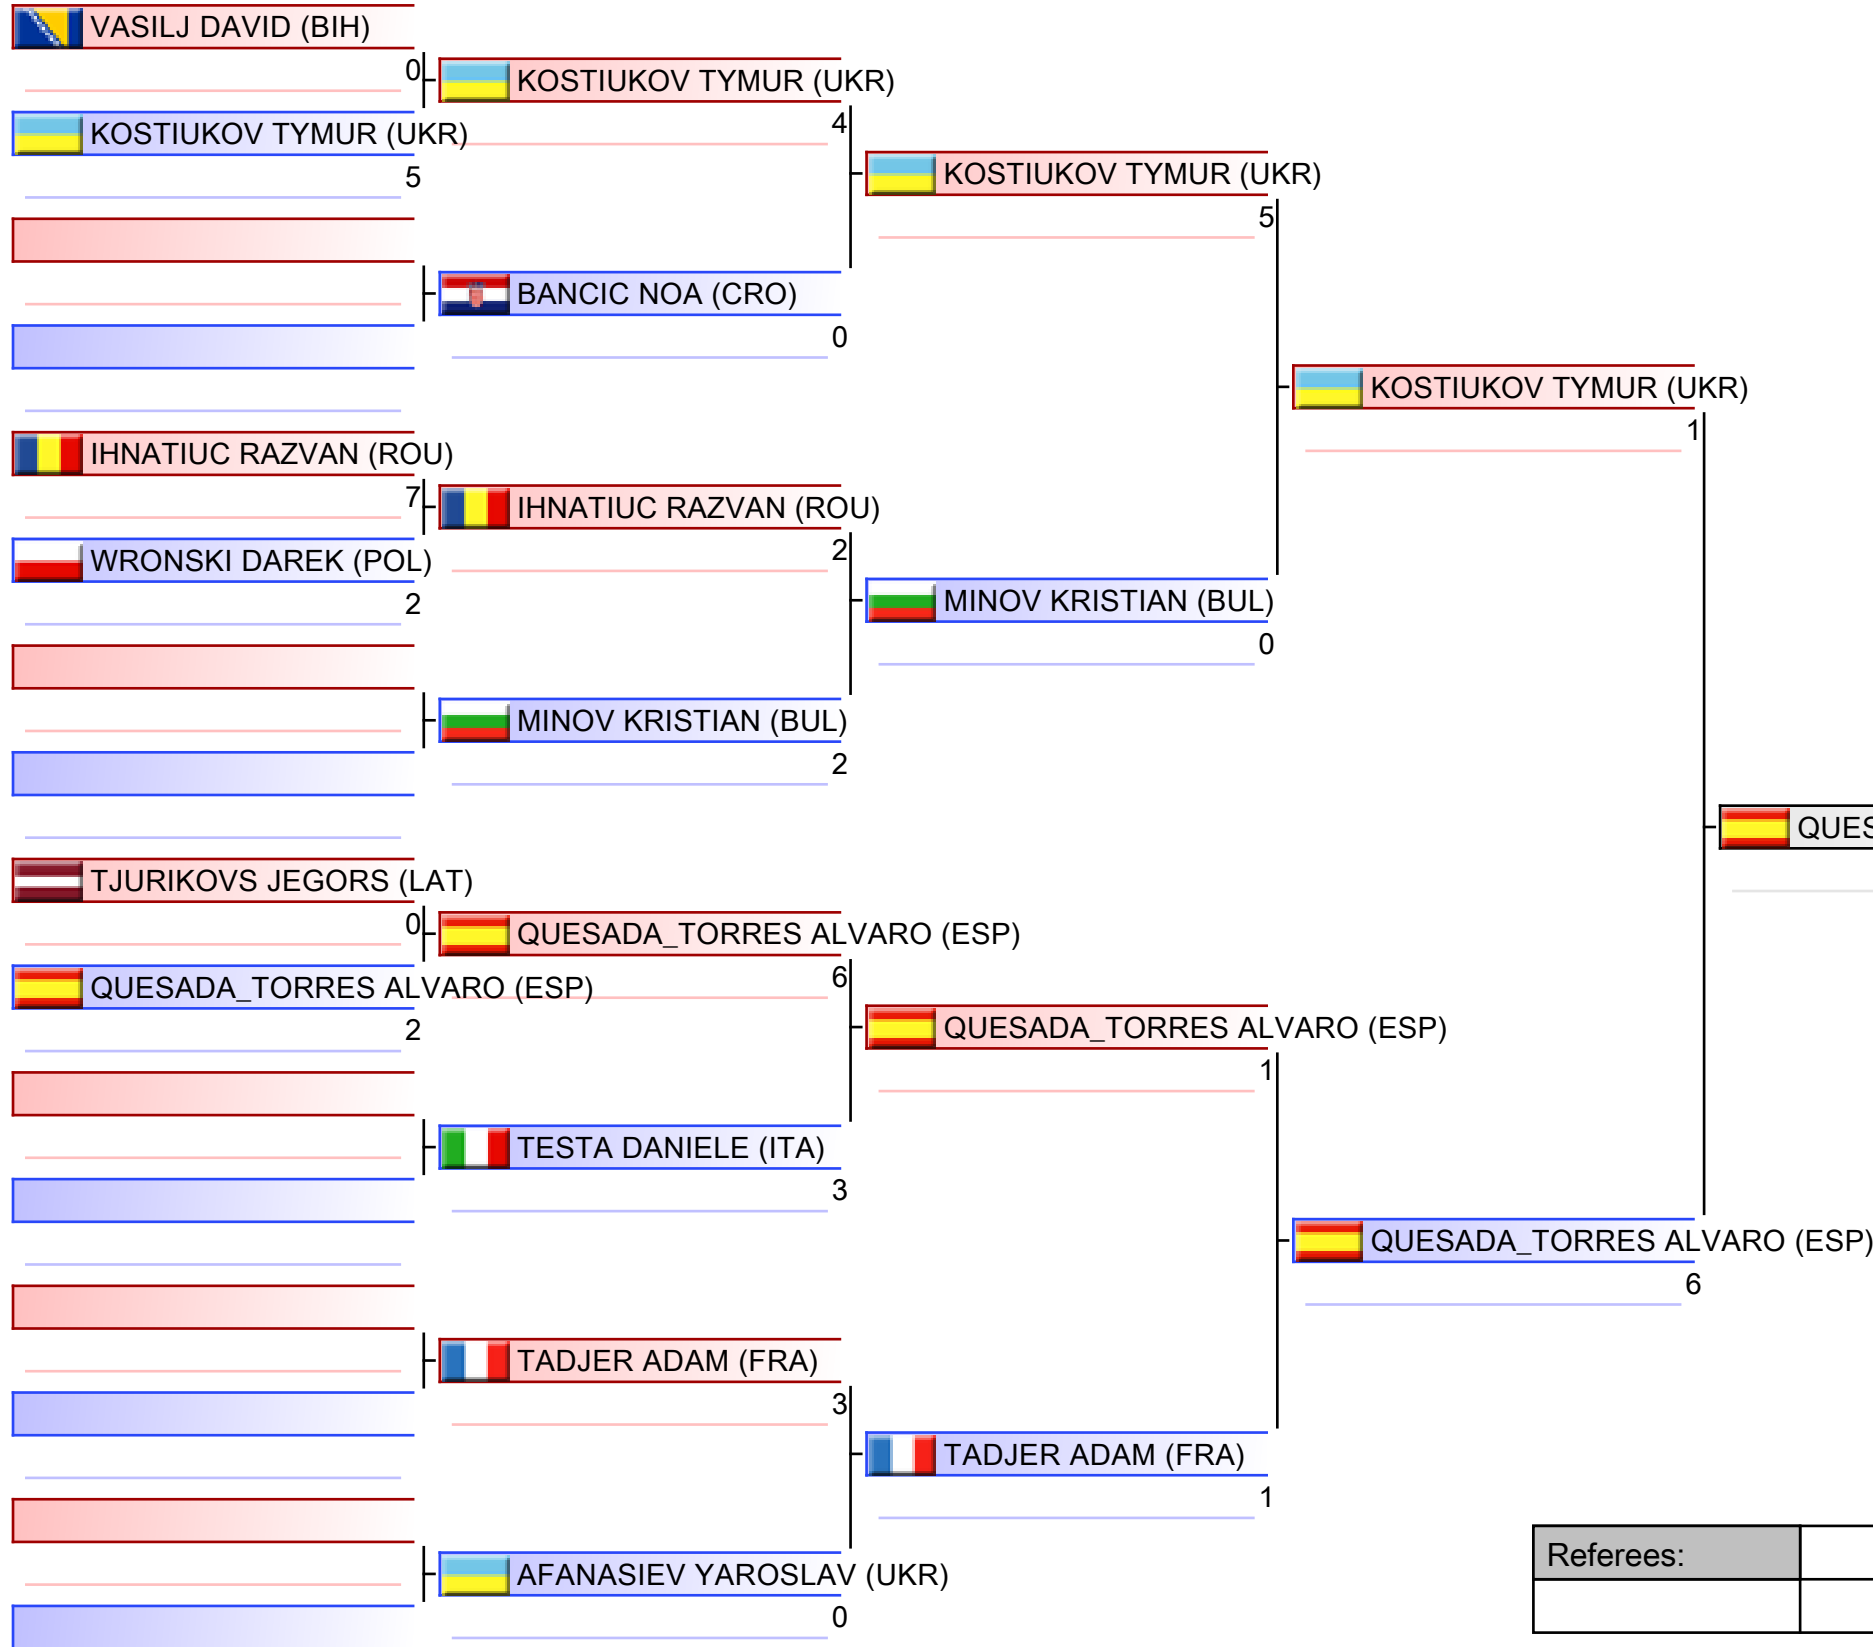 VASILJ DAVID (BIH)
0
KOSTIUKOV TYMUR (UKR)
KOSTIUKOV TYMUR (UKR)
4
5
KOSTIUKOV TYMUR (UKR)
5
BANCIC NOA (CRO)
0
KOSTIUKOV TYMUR (UKR)
1
IHNATIUC RAZVAN (ROU)
7
IHNATIUC RAZVAN (ROU)
2
WRONSKI DAREK (POL)
2
MINOV KRISTIAN (BUL)
0
MINOV KRISTIAN (BUL)
2
QUES
TJURIKOVS JEGORS (LAT)
0
QUESADA_TORRES ALVARO (ESP)
6
QUESADA_TORRES ALVARO (ESP)
2
QUESADA_TORRES ALVARO (ESP)
1
TESTA DANIELE (ITA)
3
QUESADA_TORRES ALVARO (ESP)
6
TADJER ADAM (FRA)
3
TADJER ADAM (FRA)
1
AFANASIEV YAROSLAV (UKR)
0
Referees: